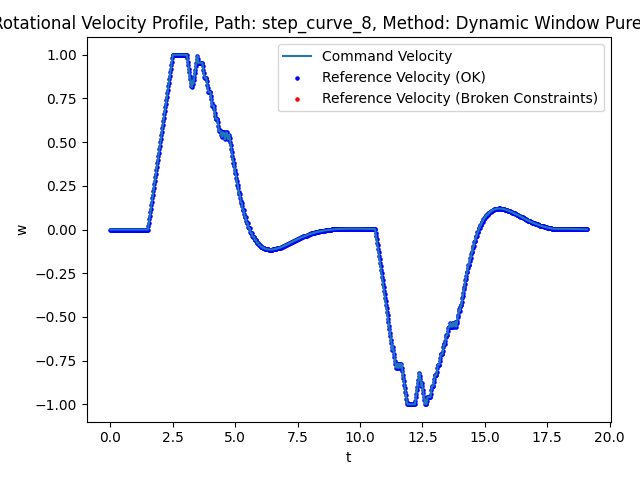 Rotational Velocity Profile, Path: step_curve_8, Method: Dynamic Window Pure
Command Velocity
Reference Velocity (OK)
Reference Velocity (Broken Constraints)
1.00
0.75
0.50
0.25
0.00
−0.25
−0.50
−0.75
−1.00
w
0.0 2.5 5.0 7.5 10.0 12.5 15.0 17.5 20.0
t